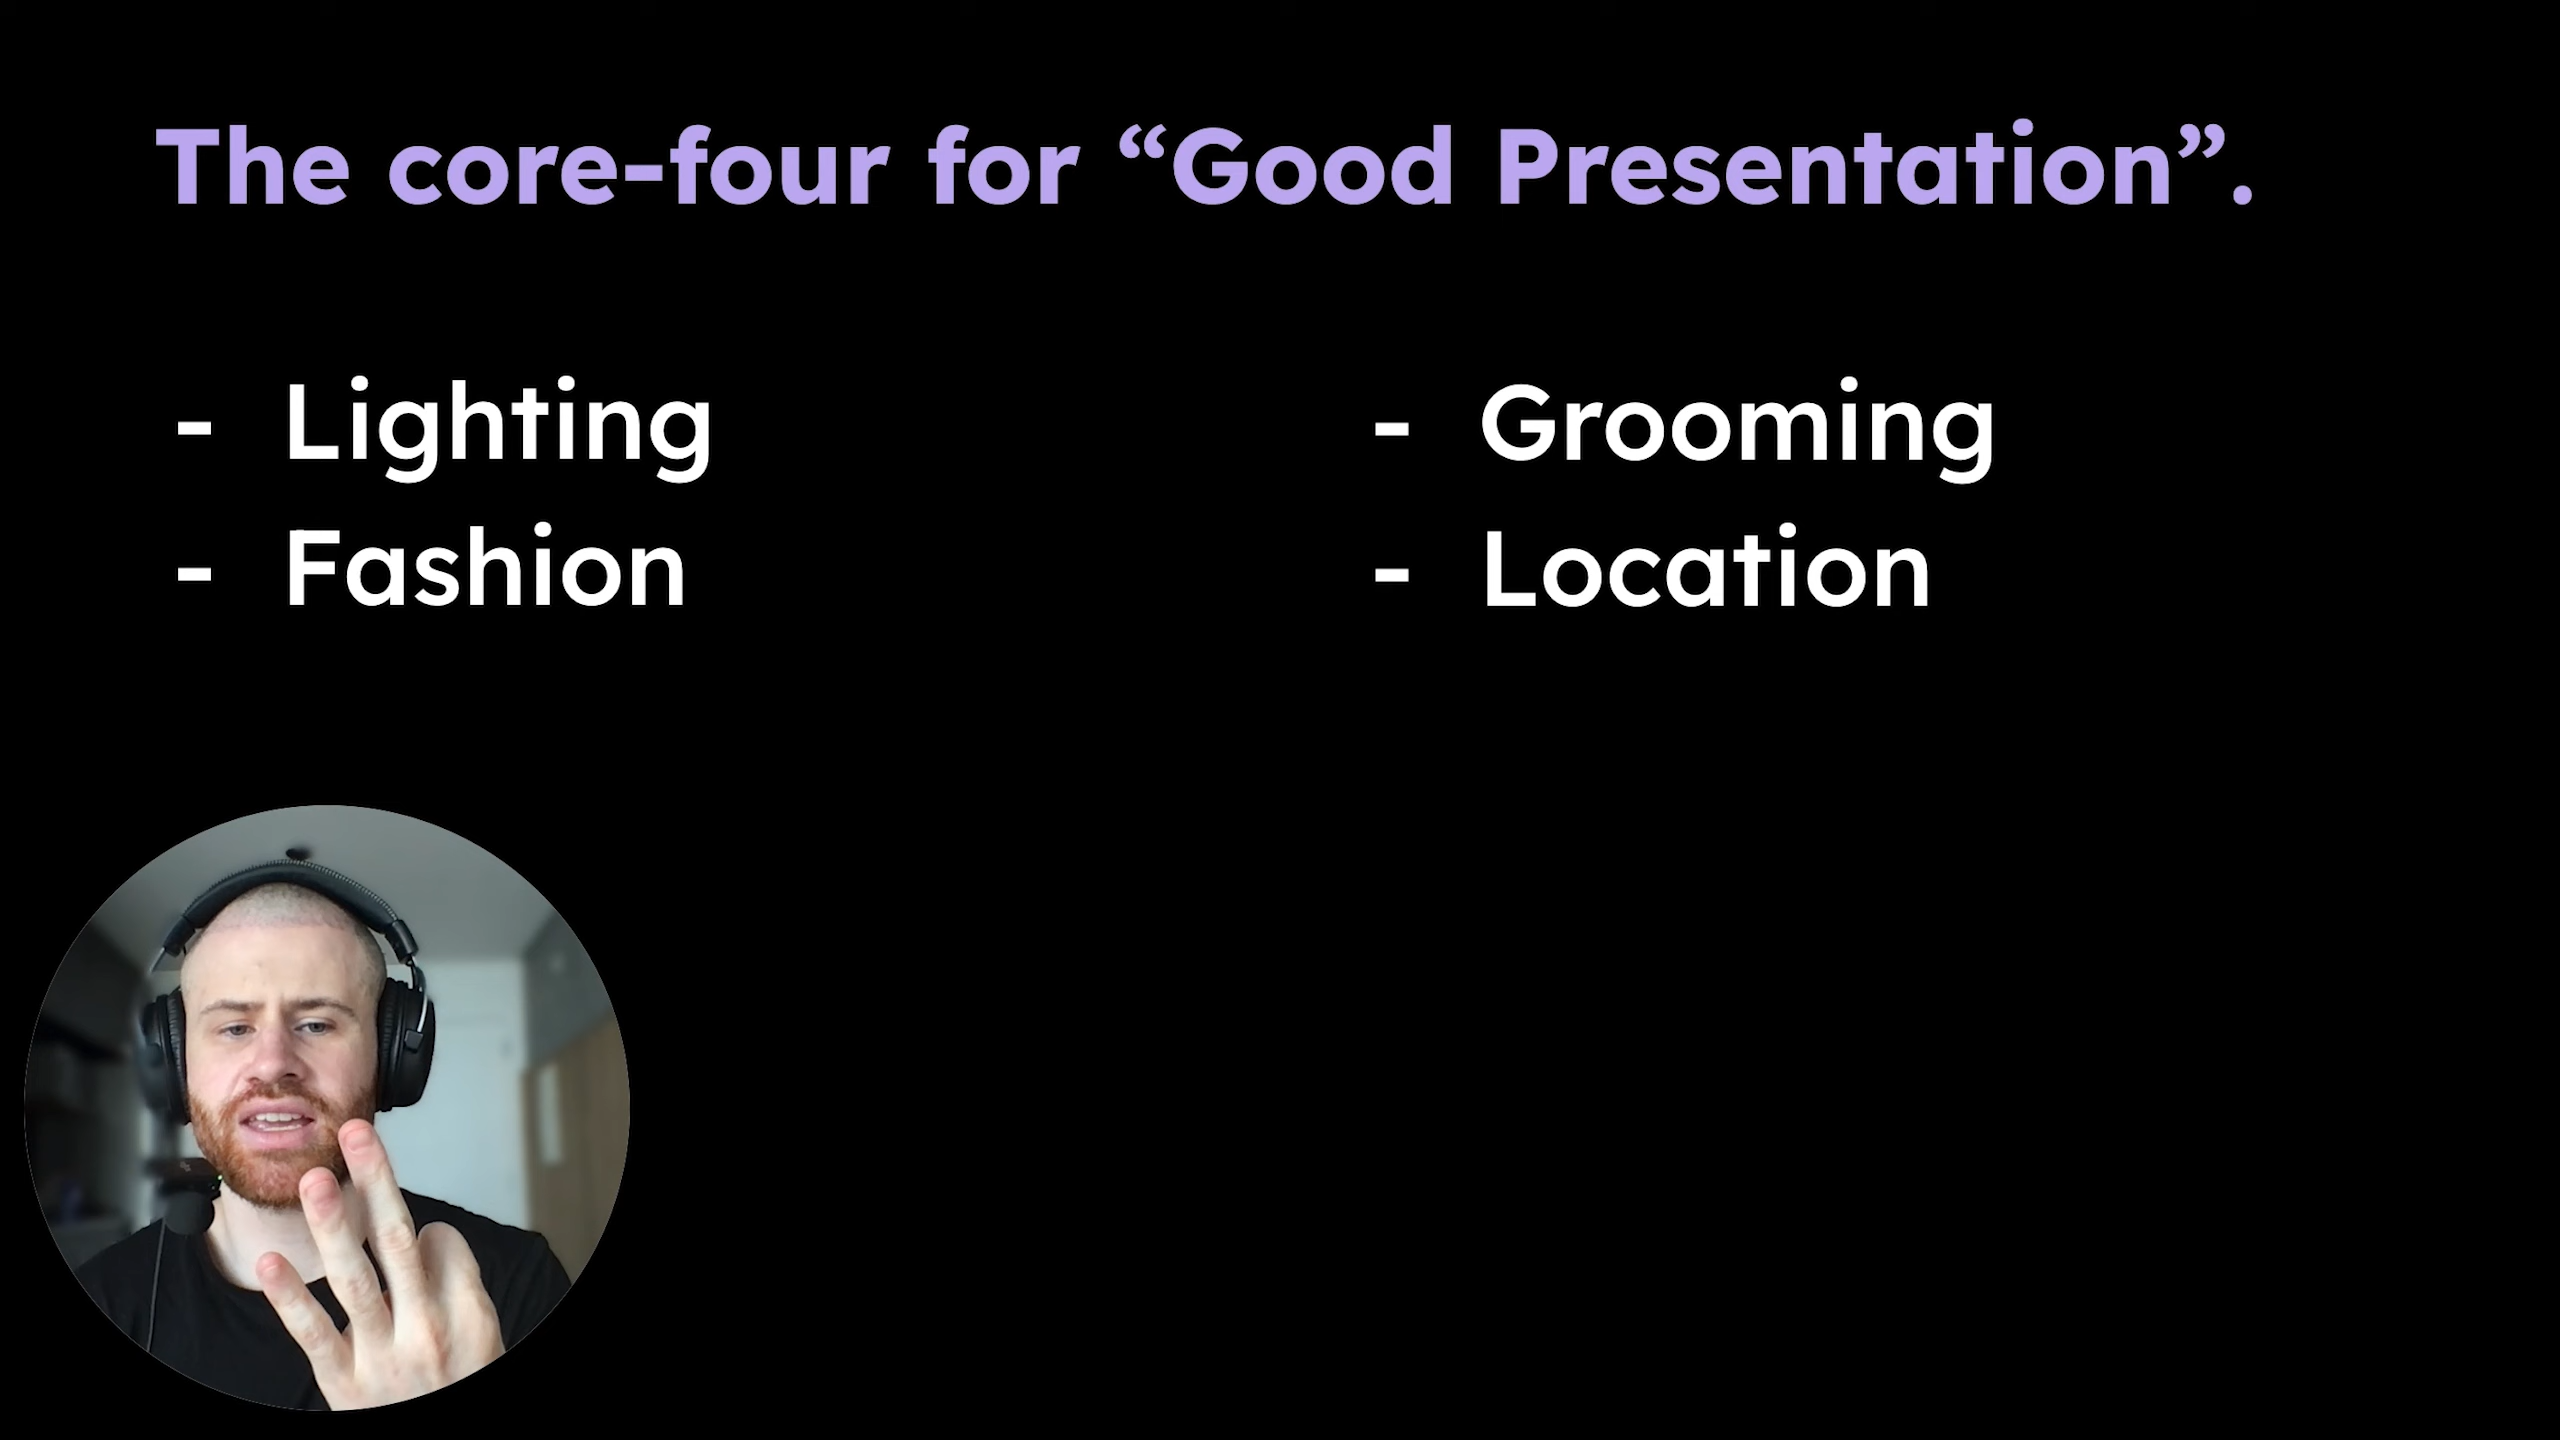 The core-four for “Good Presentation”.
- Lighting
- Fashion
- Grooming
- Location